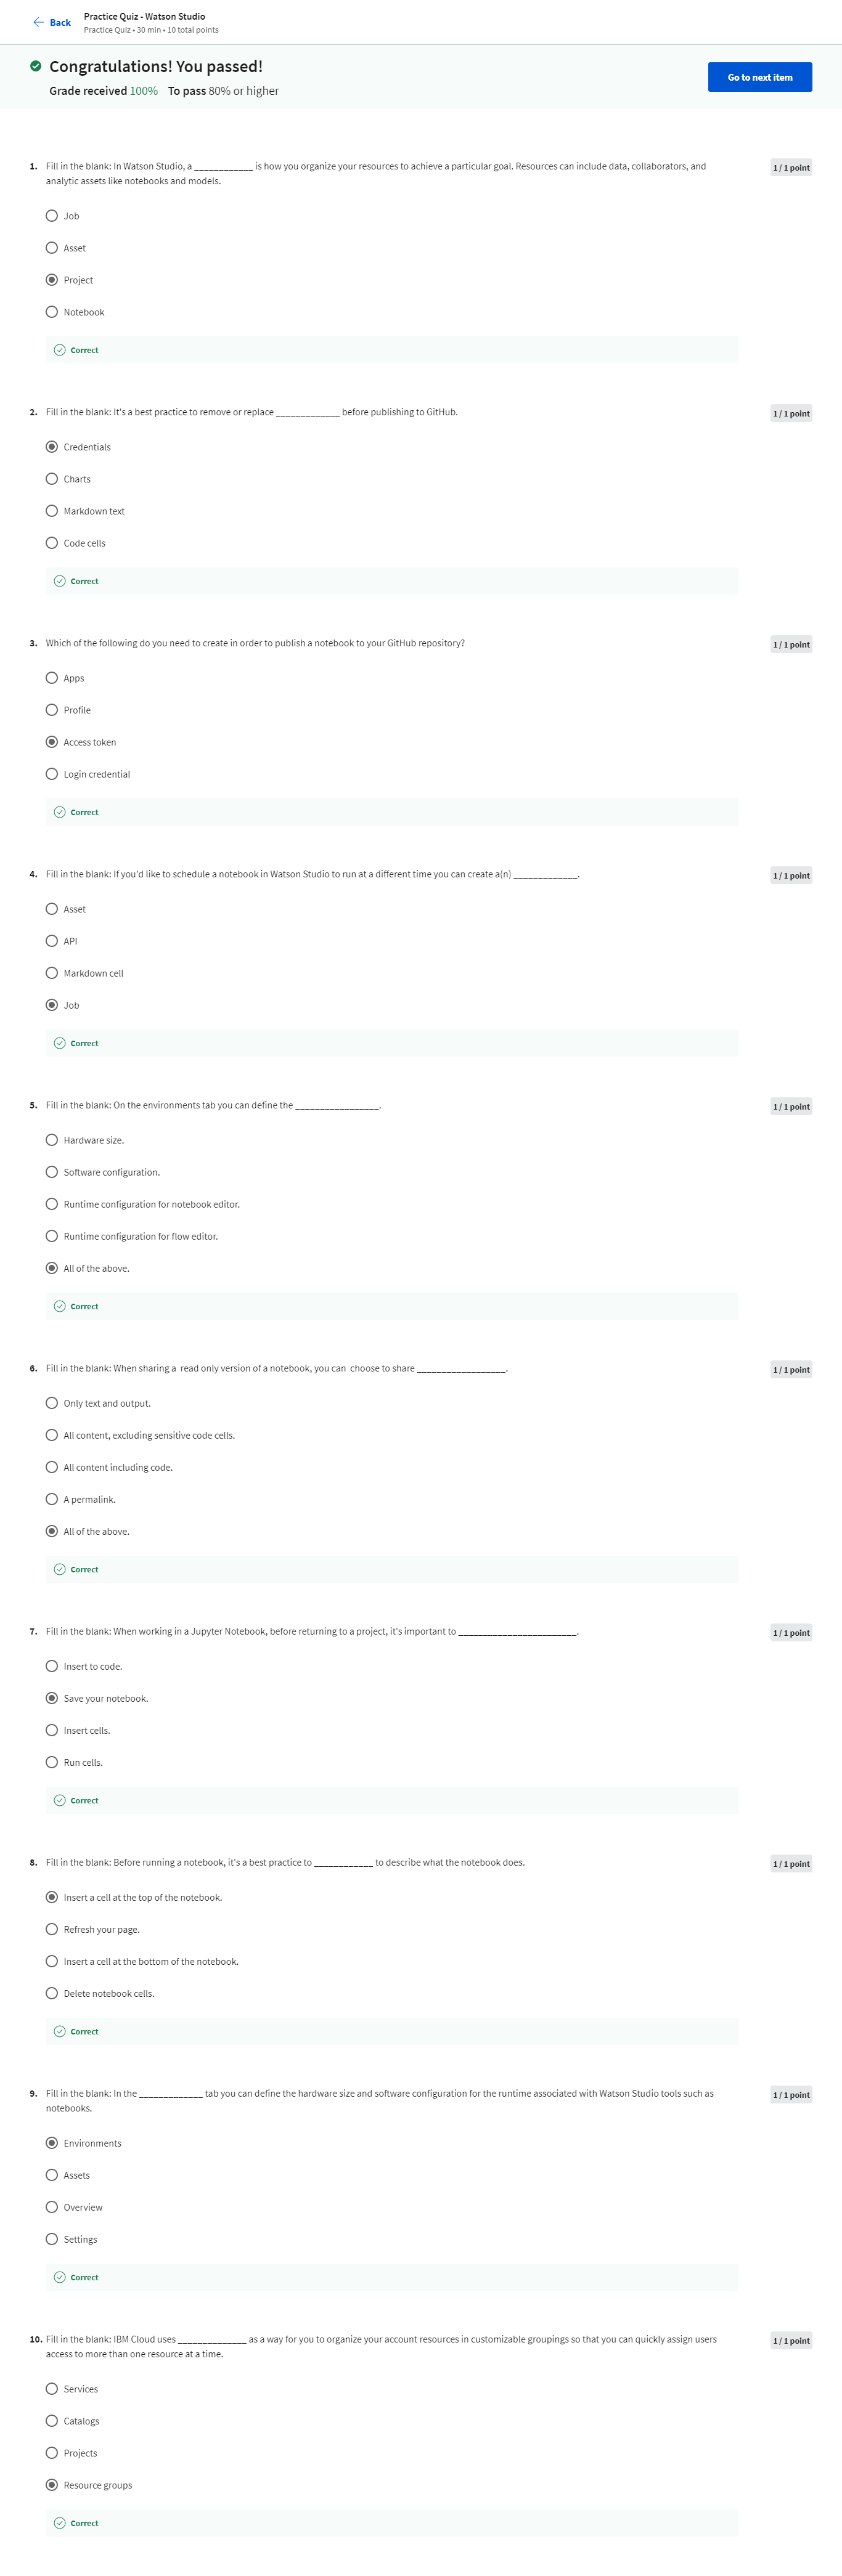 Back
Practice Quiz - Watson Studio
Practice Quiz • 30 min • 10 total points
Congratulations! You passed!
Grade received 100% To pass 80% or higher
Go to next item
1. Fill in the blank: In Watson Studio, a ____________ is how you organize your resources to achieve a particular goal. Resources can include data, collaborators, and
analytic assets like notebooks and models.
1 / 1 point
Job
Asset
Project
Notebook
Correct
2. Fill in the blank: It's a best practice to remove or replace _____________ before publishing to GitHub.
1 / 1 point
Credentials
Charts
Markdown text
Code cells
Correct
3. Which of the following do you need to create in order to publish a notebook to your GitHub repository?
1 / 1 point
Apps
Profile
Access token
Login credential
Correct
4. Fill in the blank: If you'd like to schedule a notebook in Watson Studio to run at a different time you can create a(n) _____________.
1 / 1 point
Asset
API
Markdown cell
Job
Correct
5. Fill in the blank: On the environments tab you can define the _________________.
1 / 1 point
Hardware size.
Software configuration.
Runtime configuration for notebook editor.
Runtime configuration for flow editor.
All of the above.
Correct
6. Fill in the blank: When sharing a  read only version of a notebook, you can  choose to share __________________.
1 / 1 point
Only text and output.
All content, excluding sensitive code cells.
All content including code.
A permalink.
All of the above.
Correct
7. Fill in the blank: When working in a Jupyter Notebook, before returning to a project, it's important to ________________________.
1 / 1 point
Insert to code.
Save your notebook.
Insert cells.
Run cells.
Correct
8. Fill in the blank: Before running a notebook, it's a best practice to ____________ to describe what the notebook does.
1 / 1 point
Insert a cell at the top of the notebook.
Refresh your page.
Insert a cell at the bottom of the notebook.
Delete notebook cells.
Correct
9. Fill in the blank: In the _____________ tab you can define the hardware size and software configuration for the runtime associated with Watson Studio tools such as
notebooks.
1 / 1 point
Environments
Assets
Overview
Settings
Correct
10. Fill in the blank: IBM Cloud uses ______________ as a way for you to organize your account resources in customizable groupings so that you can quickly assign users
access to more than one resource at a time.
1 / 1 point
Services
Catalogs
Projects
Resource groups
Correct